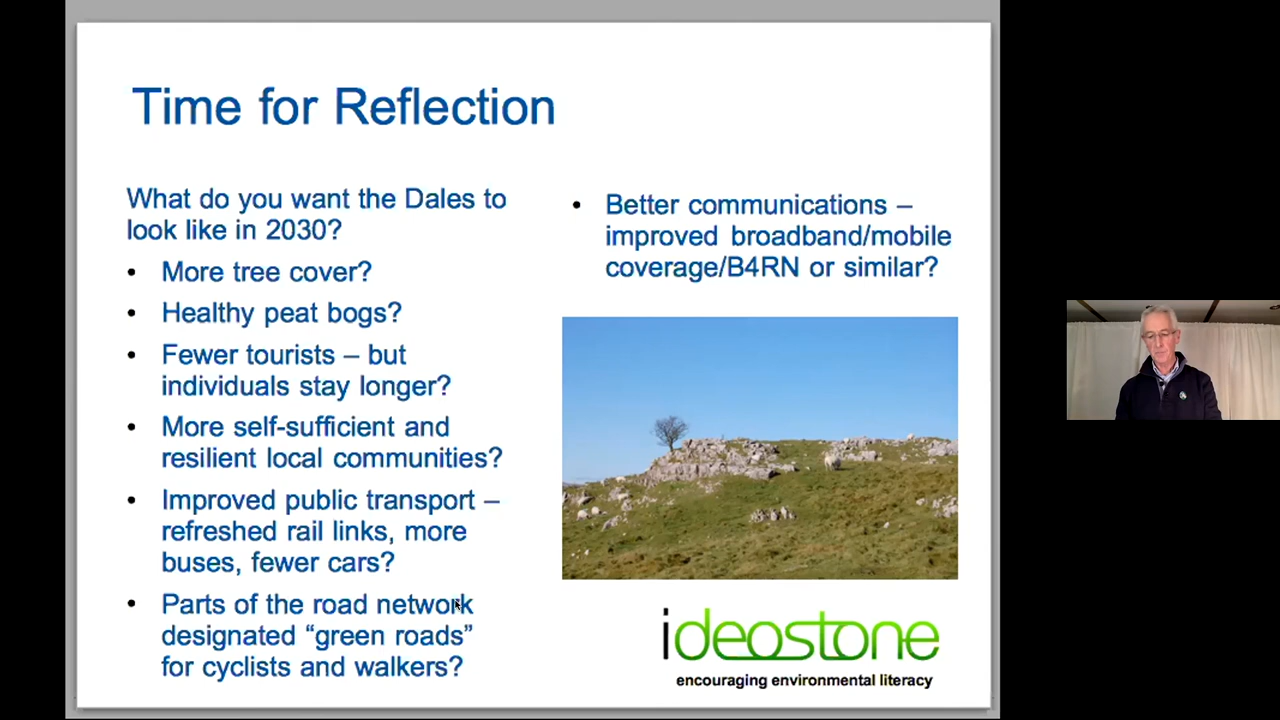 Time for Reflection
What do you want the Dales to
look like in 2030?
• More tree cover?
• Healthy peat bogs?
• Fewer tourists – but
individuals stay longer?
• More self-sufficient and
resilient local communities?
• Improved public transport –
refreshed rail links, more
buses, fewer cars?
• Parts of the road network
designated “green roads”
for cyclists and walkers?
• Better communications –
improved broadband/mobile
coverage/B4RN or similar?
ideostone
encouraging environmental literacy